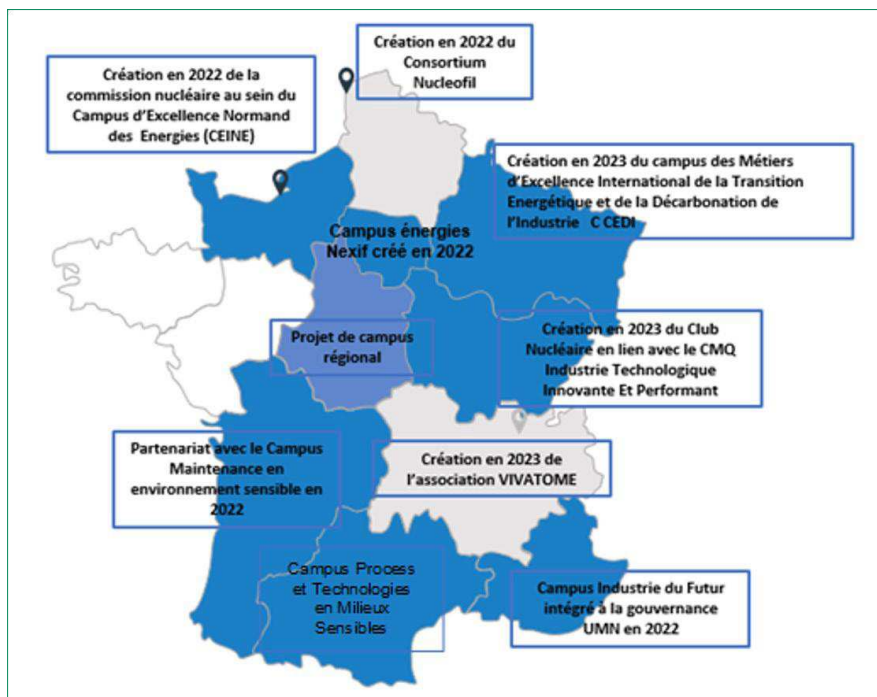 Création en 2022 du
Consortium
Nucleofil
Création en 2022 de la
commission nucléaire au sein du
Campus d'Excellence Normand
des Energies (CEINE)
Création en 2023 du campus des Métiers
d'Excellence International de la Transition
Energétique et de la Décarbonation de
l'Industrie C CEDI
Campus énergies
Nexif créé en 2022
Projet de campus
régional
Création en 2023 du Club
Nucléaire en lien avec le CMQ
Industrie Technologique
Innovante Et Performant
Partenariat avec le Campus
Maintenance en
environnement sensible en
2022
Création en 2023 de
l'association VIVATOME
Campus Process
et Technologies
en Milieux
Sensibles
Campus Industrie du Futur
intégré à la gouvernance
UMN en 2022